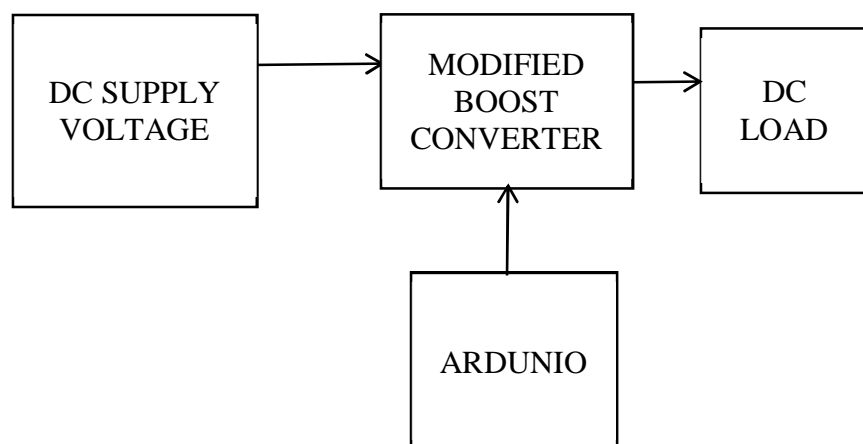 DC SUPPLY
VOLTAGE
MODIFIED
BOOST
CONVERTER
DC
LOAD
ARDUNIO